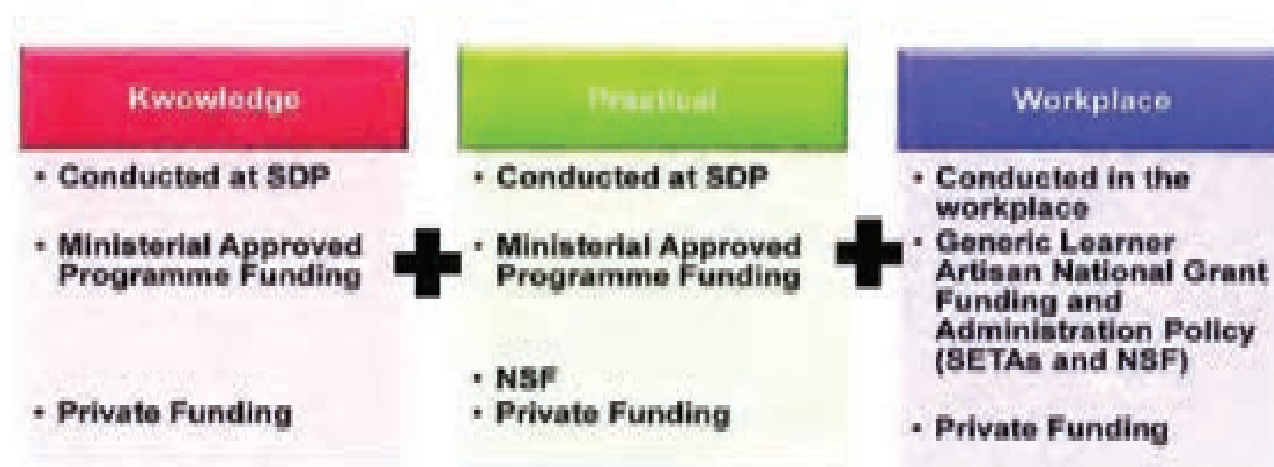 Kwowledge
• Conducted at SDP
• Ministerial Approved
Programme Funding
• Private Funding
Practical
• Conducted at SDP
• Ministerial Approved
Programme Funding
• NSF
• Private Funding
Workplace
• Conducted in the
workplace
• Generic Learner
Artisan National Grant
Funding and
Administration Policy
(SETAs and NSF)
• Private Funding